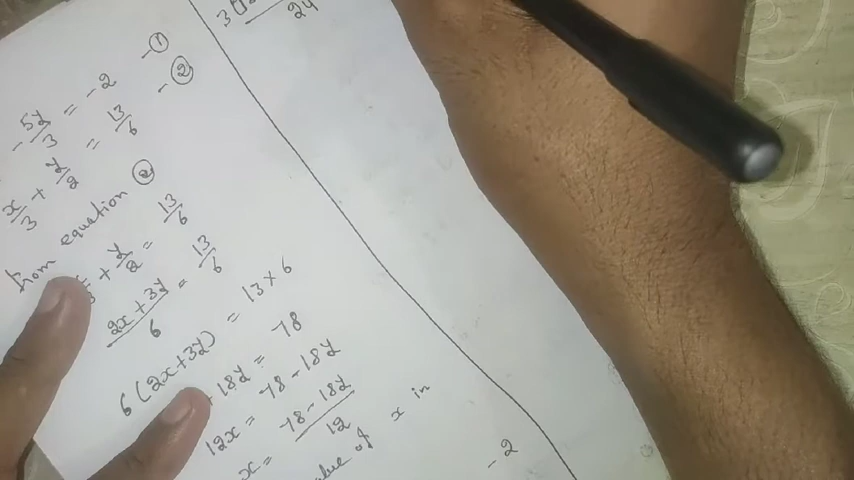 - 5y/3 = -2 - ①
x/3 + y/2 = 13/6 - ②
from equation ②
+ y/2 = 13/6
2x + 3y/6 = 13/6
6(2x+3y) = 13 × 6
+ 18y = 78
12x = 78 - 18y
x = 78 - 18y/12
of x in
24
- 2